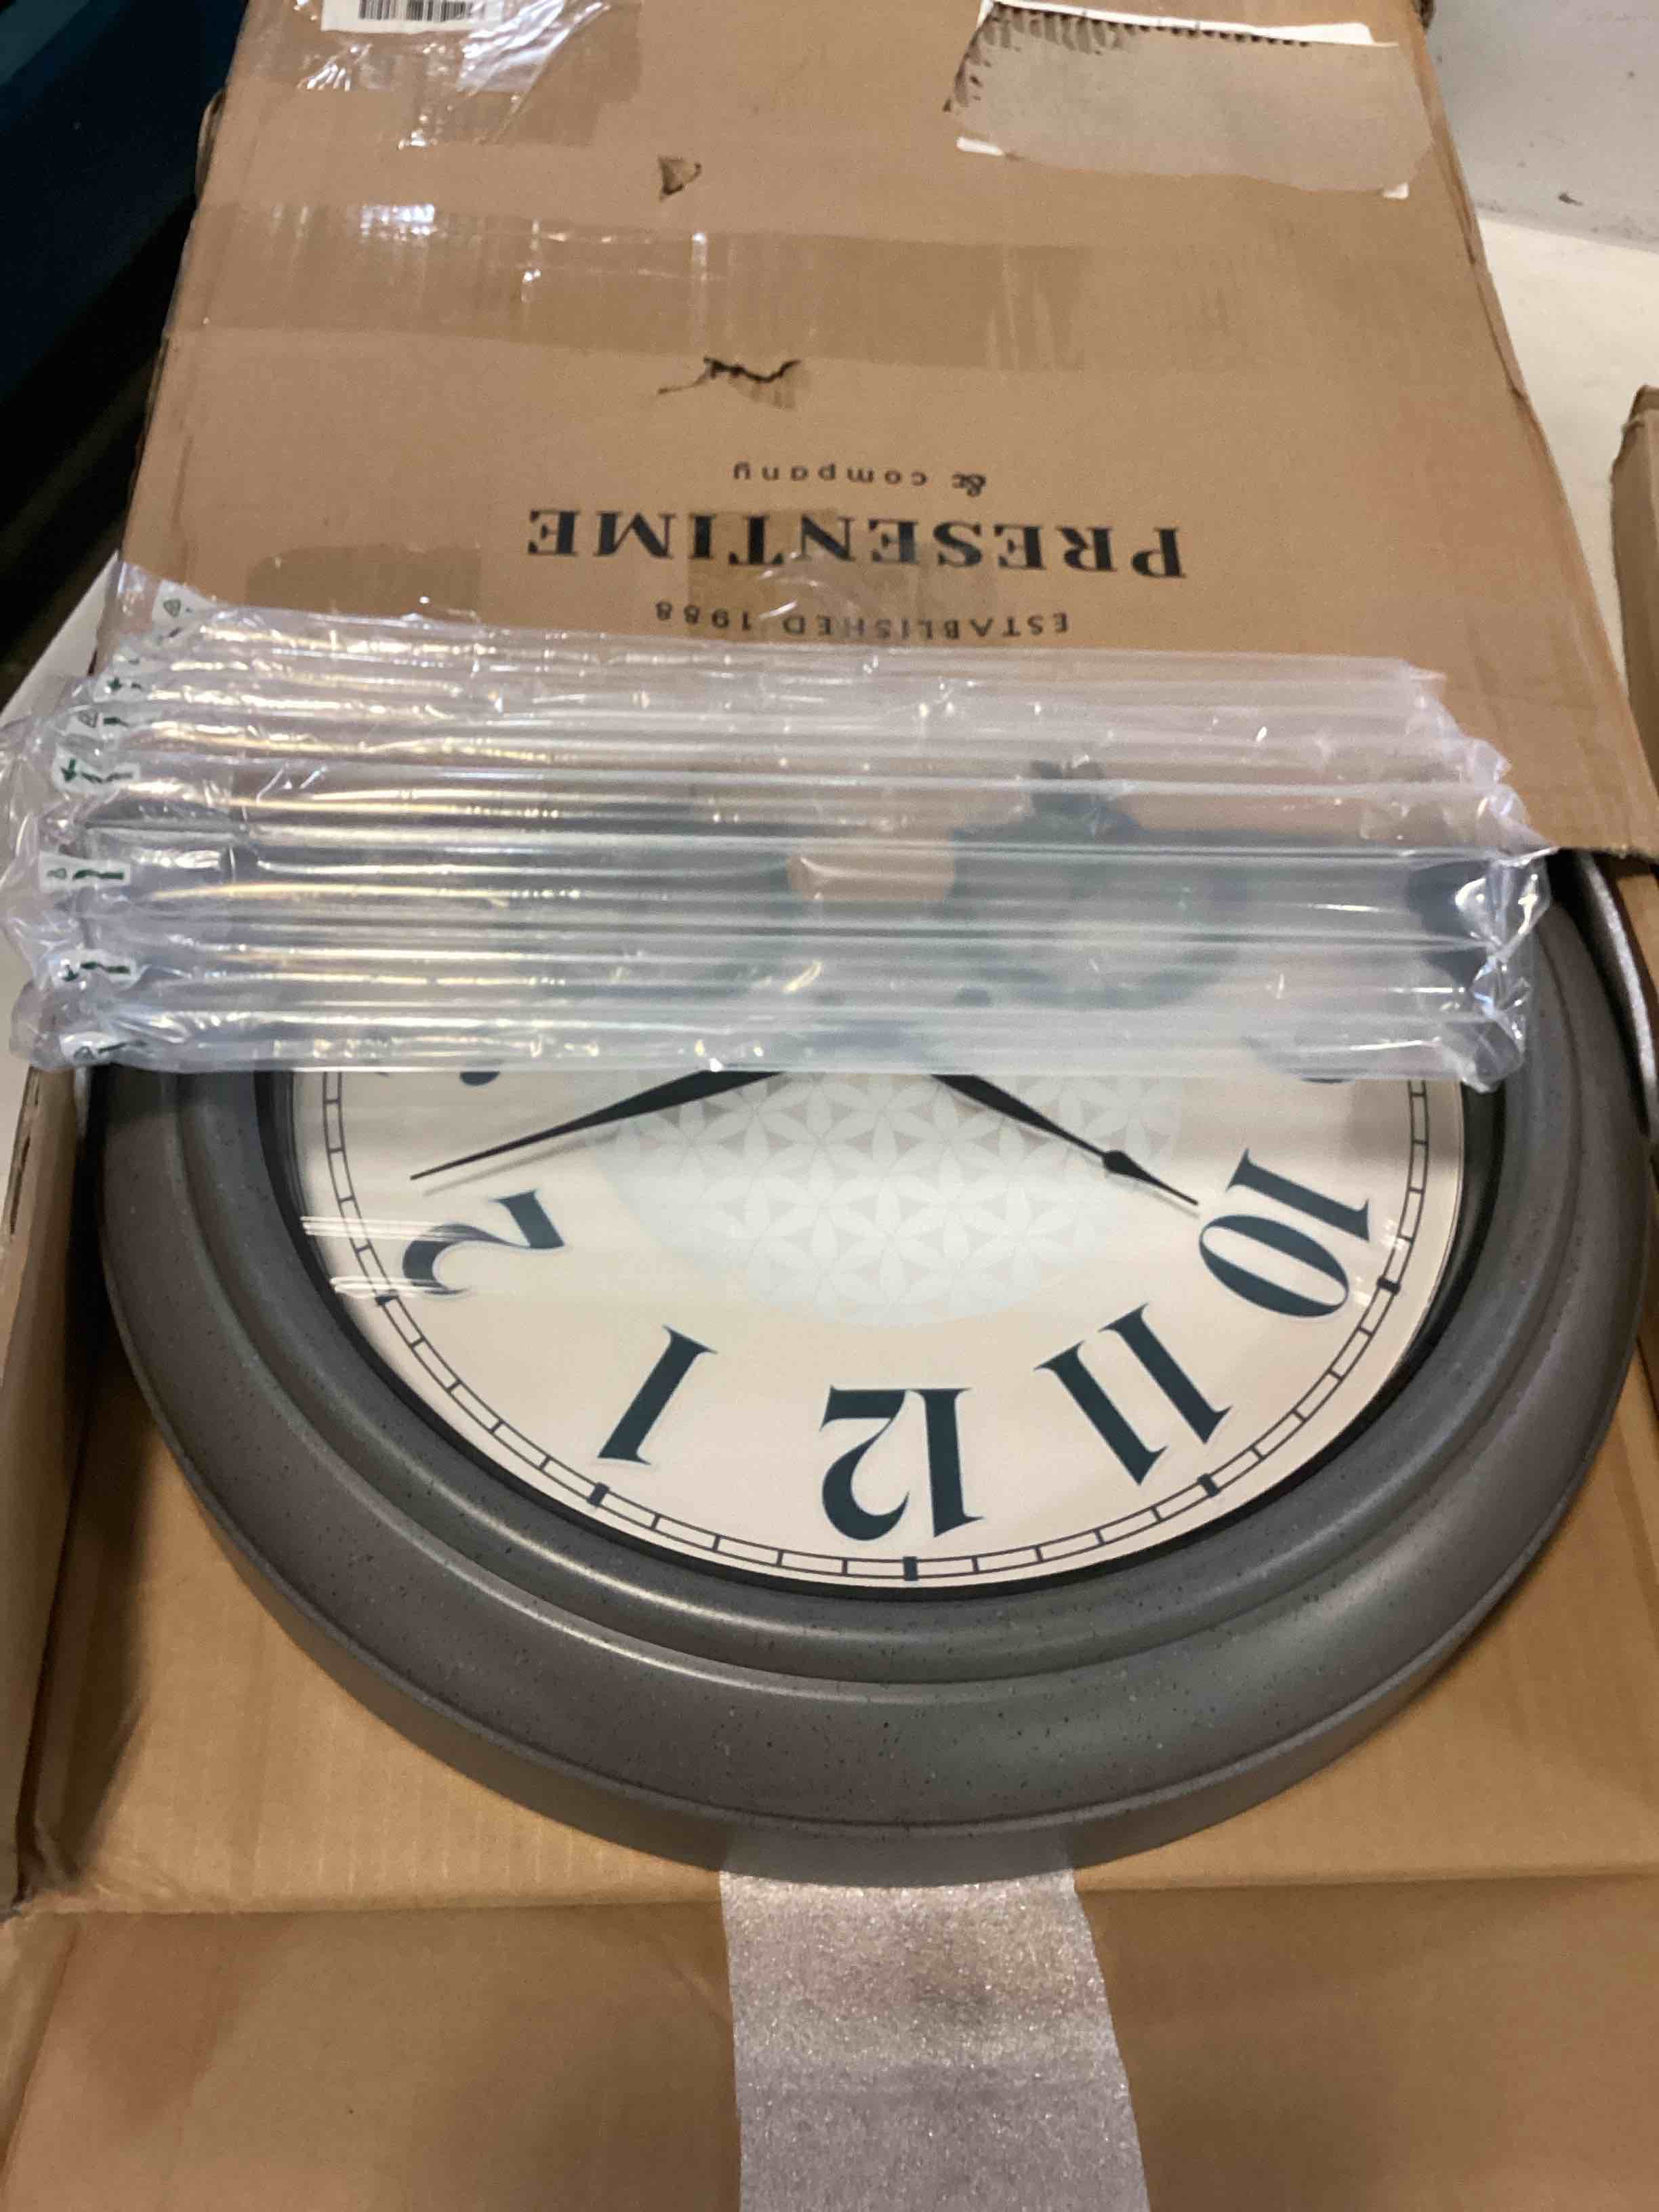 ESTABLISHED 1988
PRESENTIME
& company
10
11
12
1
2